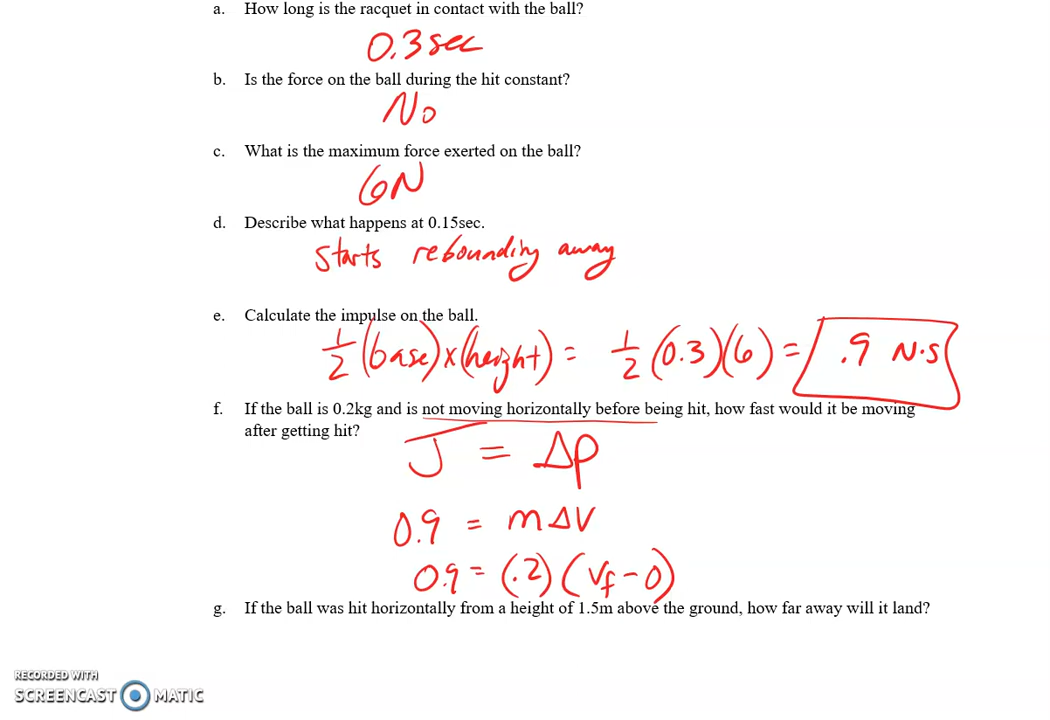 a. How long is the racquet in contact with the ball?
0.3 sec
b. Is the force on the ball during the hit constant?
No
c. What is the maximum force exerted on the ball?
6N
d. Describe what happens at 0.15sec.
starts rebounding away
e. Calculate the impulse on the ball.
1/2 (base) x (height) = 1/2 (0.3)(6) = .9 N·S
f. If the ball is 0.2kg and is not moving horizontally before being hit, how fast would it be moving
after getting hit?
J = Δp
0.9 = mΔV
0.9 = (.2) (Vf - 0)
g. If the ball was hit horizontally from a height of 1.5m above the ground, how far away will it land?
RECORDED WITH
SCREENCAST MATIC